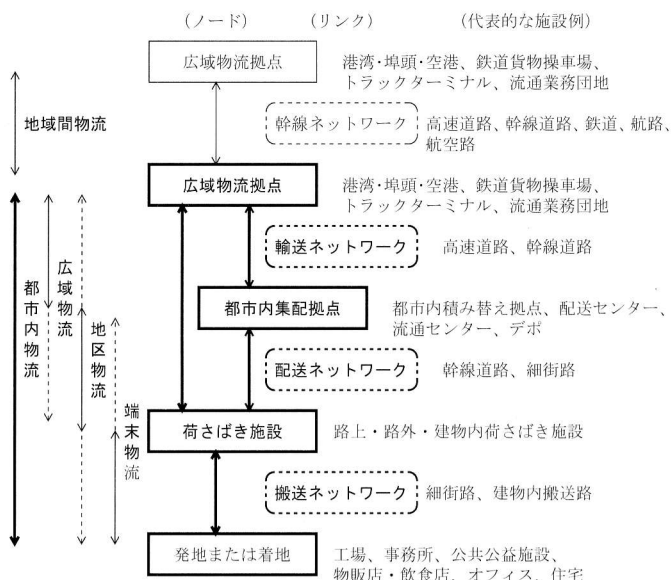 (ノード) (リンク) (代表的な施設例)
広域物流拠点
港湾・埠頭・空港、鉄道貨物操車場、
トラックターミナル、流通業務団地
地域間物流
幹線ネットワーク
高速道路、幹線道路、鉄道、航路、
航空路
広域物流拠点
港湾・埠頭・空港、鉄道貨物操車場、
トラックターミナル、流通業務団地
輸送ネットワーク
高速道路、幹線道路
都市内物流
広域物流
地区物流
端末物流
都市内集配拠点
都市内積み替え拠点、配送センター、
流通センター、デポ
配送ネットワーク
幹線道路、細街路
荷さばき施設
路上・路外・建物内荷さばき施設
搬送ネットワーク
細街路、建物内搬送路
発地または着地
工場、事務所、公共公益施設、
物販店・飲食店、オフィス、住宅